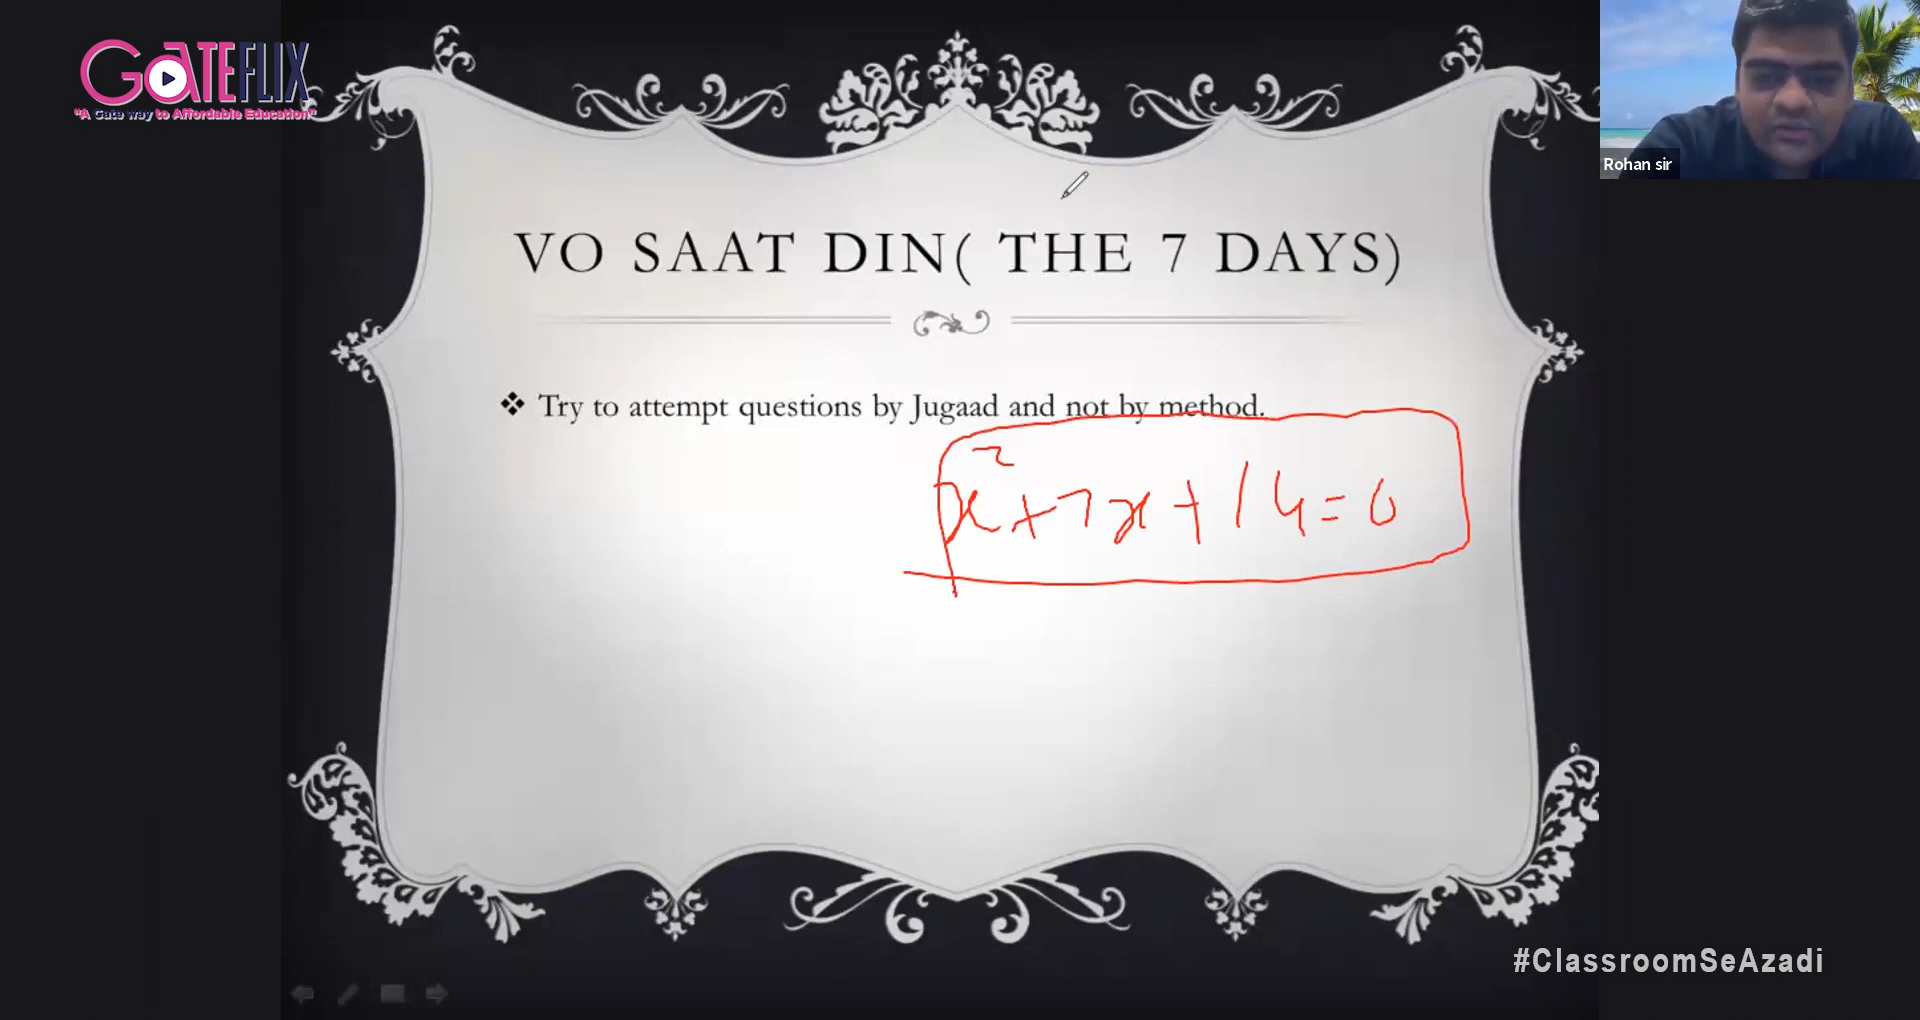 GATEFLIX
"A Gate way to Affordable Education"
Rohan sir
VO SAAT DIN( THE 7 DAYS)
❖ Try to attempt questions by Jugaad and not by method.
x²+7x+14=0
#ClassroomSeAzadi